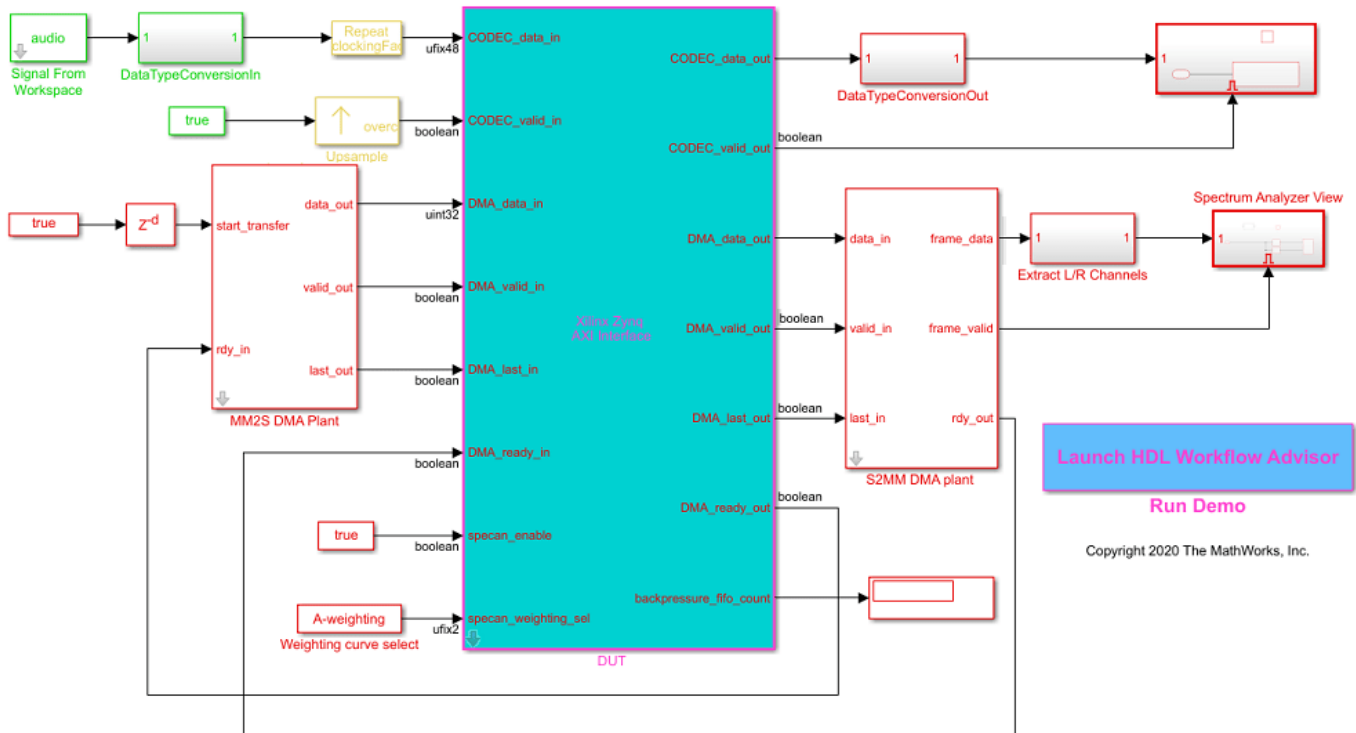 audio
Signal From
Workspace
1 1
DataTypeConversionIn
Repeat
ufix48
CODEC_data_in
true
overc
Upsample
boolean
CODEC_valid_in
true
Z-d
start_transfer
data_out
valid_out
rdy_in
last_out
MM2S DMA Plant
uint32
DMA_data_in
boolean
DMA_valid_in
boolean
DMA_last_in
boolean
DMA_ready_in
true
boolean
specan_enable
A-weighting
ufix2
specan_weighting_sel
Weighting curve select
Xilinx Zynq
AXI interface
DUT
CODEC_data_out
1 1
DataTypeConversionOut
1
CODEC_valid_out
boolean
DMA_data_out
DMA_valid_out
boolean
DMA_last_out
boolean
DMA_ready_out
boolean
backpressure_fifo_count
data_in
frame_data
valid_in
frame_valid
last_in
rdy_out
S2MM DMA plant
1 1
Extract L/R Channels
Spectrum Analyzer View
1
Launch HDL Workflow Advisor
Run Demo
Copyright 2020 The MathWorks, Inc.